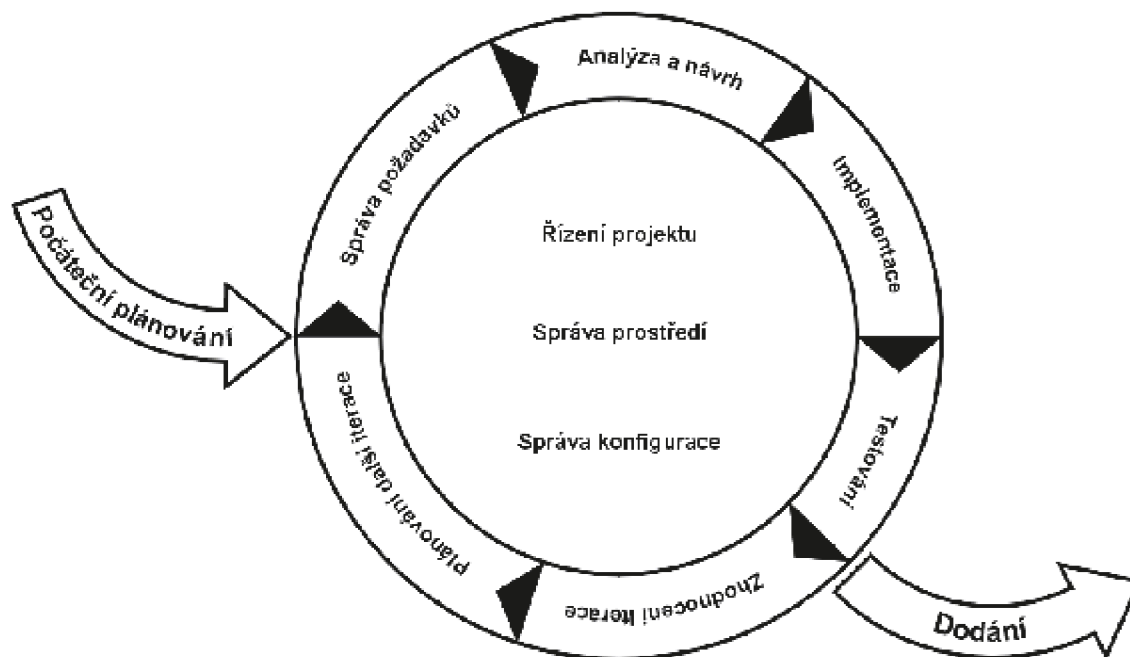 Počáteční plánování
Správa požadavků
Analýza a návrh
Implementace
Testování
Dodání
Zhodnocení iterace
Plánování další iterace
Řízení projektu
Správa prostředí
Správa konfigurace